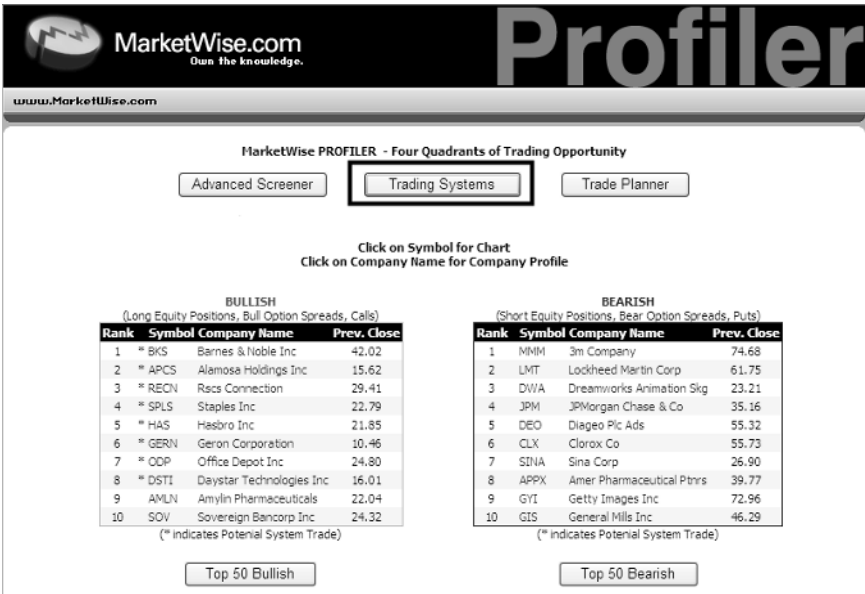 MarketWise.com
Own the knowledge.
Profiler
www.MarketWise.com
MarketWise PROFILER - Four Quadrants of Trading Opportunity
Advanced Screener
Trading Systems
Trade Planner
Click on Symbol for Chart
Click on Company Name for Company Profile
BULLISH
(Long Equity Positions, Bull Option Spreads, Calls)
Rank Symbol Company Name Prev. Close
1 * BKS Barnes & Noble Inc 42.02
2 * APCS Alamosa Holdings Inc 15.62
3 * RECN Rscs Connection 29.41
4 * SPLS Staples Inc 22.79
5 * HAS Hasbro Inc 21.85
6 * GERN Geron Corporation 10.46
7 * ODP Office Depot Inc 24.80
8 * DSTI Daystar Technologies Inc 16.01
9 AMLN Amylin Pharmaceuticals 22.04
10 SOV Sovereign Bancorp Inc 24.32
(* indicates Potenial System Trade)
Top 50 Bullish
BEARISH
(Short Equity Positions, Bear Option Spreads, Puts)
Rank Symbol Company Name Prev. Close
1 MMM 3m Company 74.68
2 LMT Lockheed Martin Corp 61.75
3 DWA Dreamworks Animation Skg 23.21
4 JPM JPMorgan Chase & Co 35.16
5 DEO Diageo Plc Ads 55.32
6 CLX Clorox Co 55.73
7 SINA Sina Corp 26.90
8 APPX Amer Pharmaceutical Ptnrs 39.77
9 GYI Getty Images Inc 72.96
10 GIS General Mills Inc 46.29
(* indicates Potenial System Trade)
Top 50 Bearish